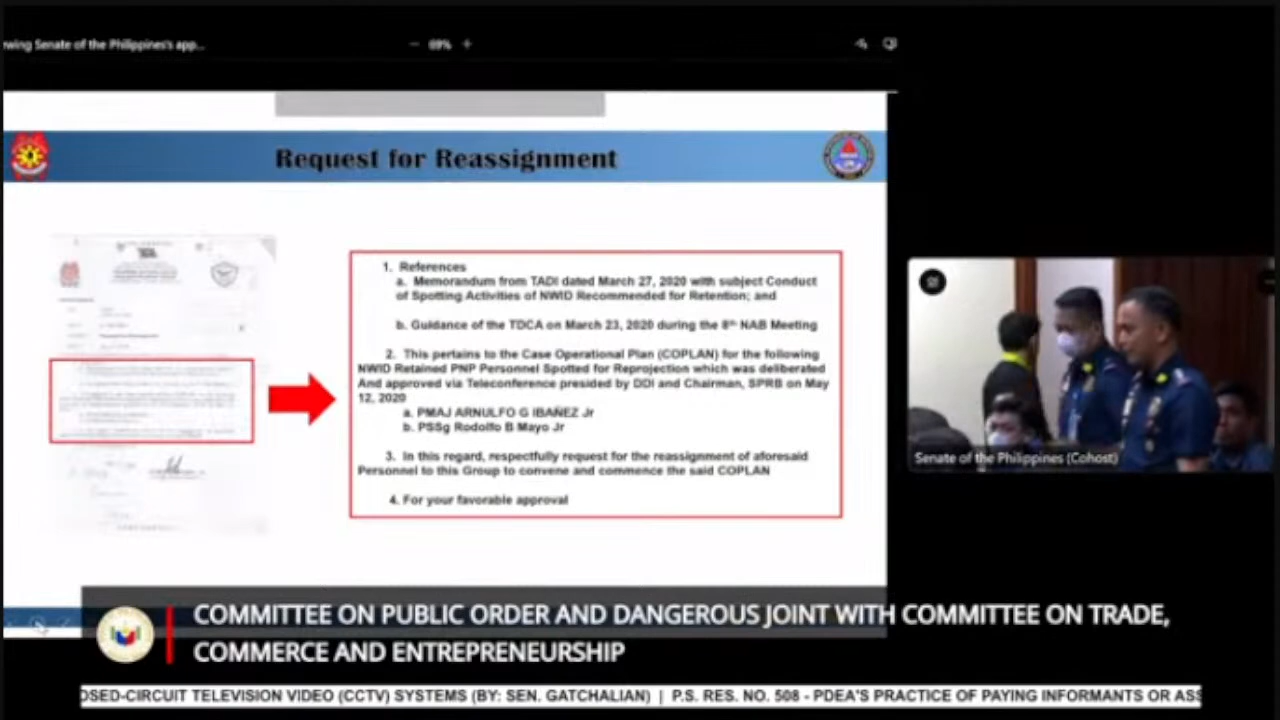 wing Senate of the Philippines's app...
69%
Request for Reassignment
1. References
a. Memorandum from TADI dated March 27, 2020 with subject Conduct
of Spotting Activities of NWID Recommended for Retention; and
b. Guidance of the TDCA on March 23, 2020 during the 8th NAB Meeting
2. This pertains to the Case Operational Plan (COPLAN) for the following
NWID Retained PNP Personnel Spotted for Reprojection which was deliberated
And approved via Teleconference presided by DDI and Chairman, SPRB on May
12, 2020
a. PMAJ ARNULFO G IBAÑEZ Jr
b. PSSg Rodolfo B Mayo Jr
3. In this regard, respectfully request for the reassignment of aforesaid
Personnel to this Group to convene and commence the said COPLAN
4. For your favorable approval
Senate of the Philippines (Cohost)
COMMITTEE ON PUBLIC ORDER AND DANGEROUS JOINT WITH COMMITTEE ON TRADE,
COMMERCE AND ENTREPRENEURSHIP
OSED-CIRCUIT TELEVISION VIDEO (CCTV) SYSTEMS (BY: SEN. GATCHALIAN) | P.S. RES. NO. 508 - PDEA'S PRACTICE OF PAYING INFORMANTS OR ASS